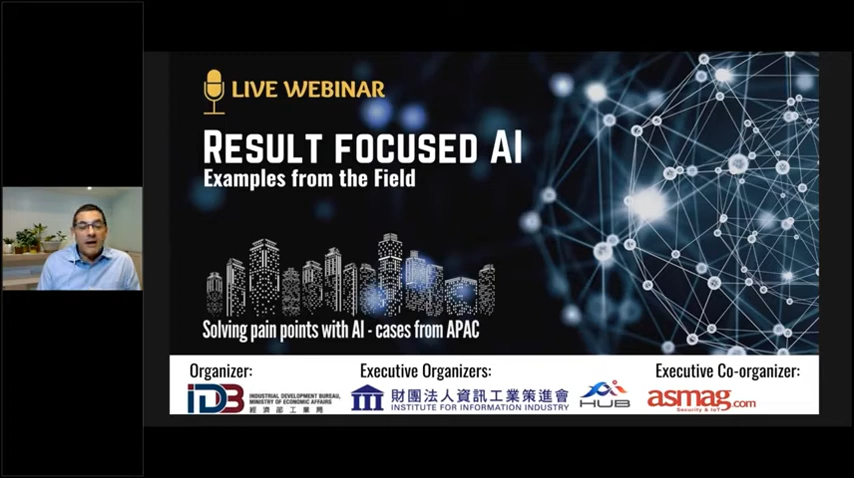 LIVE WEBINAR
RESULT FOCUSED AI
Examples from the Field
Solving pain points with AI - cases from APAC
Organizer:
Executive Organizers:
Executive Co-organizer:
IDB
INDUSTRIAL DEVELOPMENT BUREAU,
MINISTRY OF ECONOMIC AFFAIRS
經濟部工業局
財團法人資訊工業策進會
INSTITUTE FOR INFORMATION INDUSTRY
HUB
asmag.com
Security & IoT